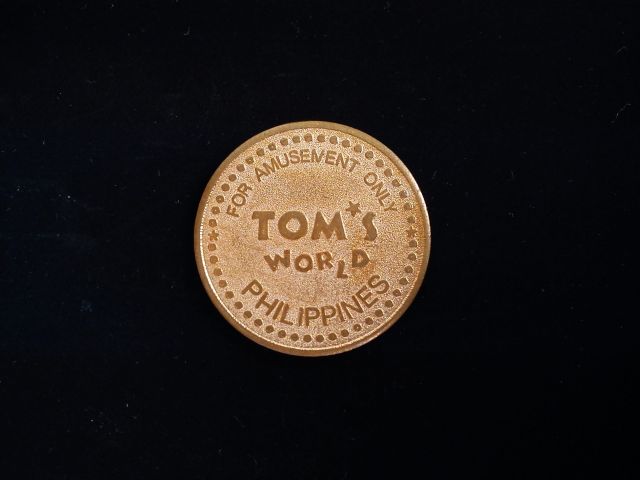 FOR AMUSEMENT ONLY
TOM'S
WORLD
PHILIPPINES